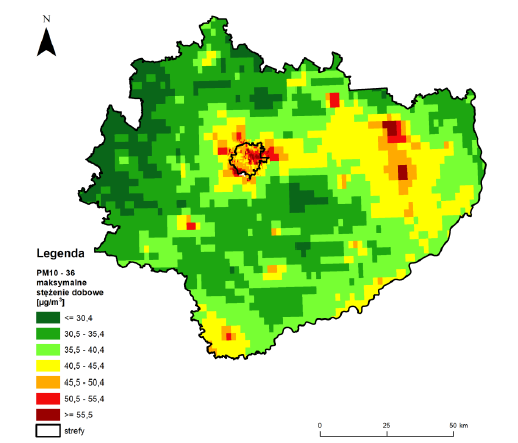 N
Legenda
PM10 - 36
maksymalne
stężenie dobowe
[µg/m³]
<= 30,4
30,5 - 35,4
35,5 - 40,4
40,5 - 45,4
45,5 - 50,4
50,5 - 55,4
>= 55,5
strefy
0 25 50 km